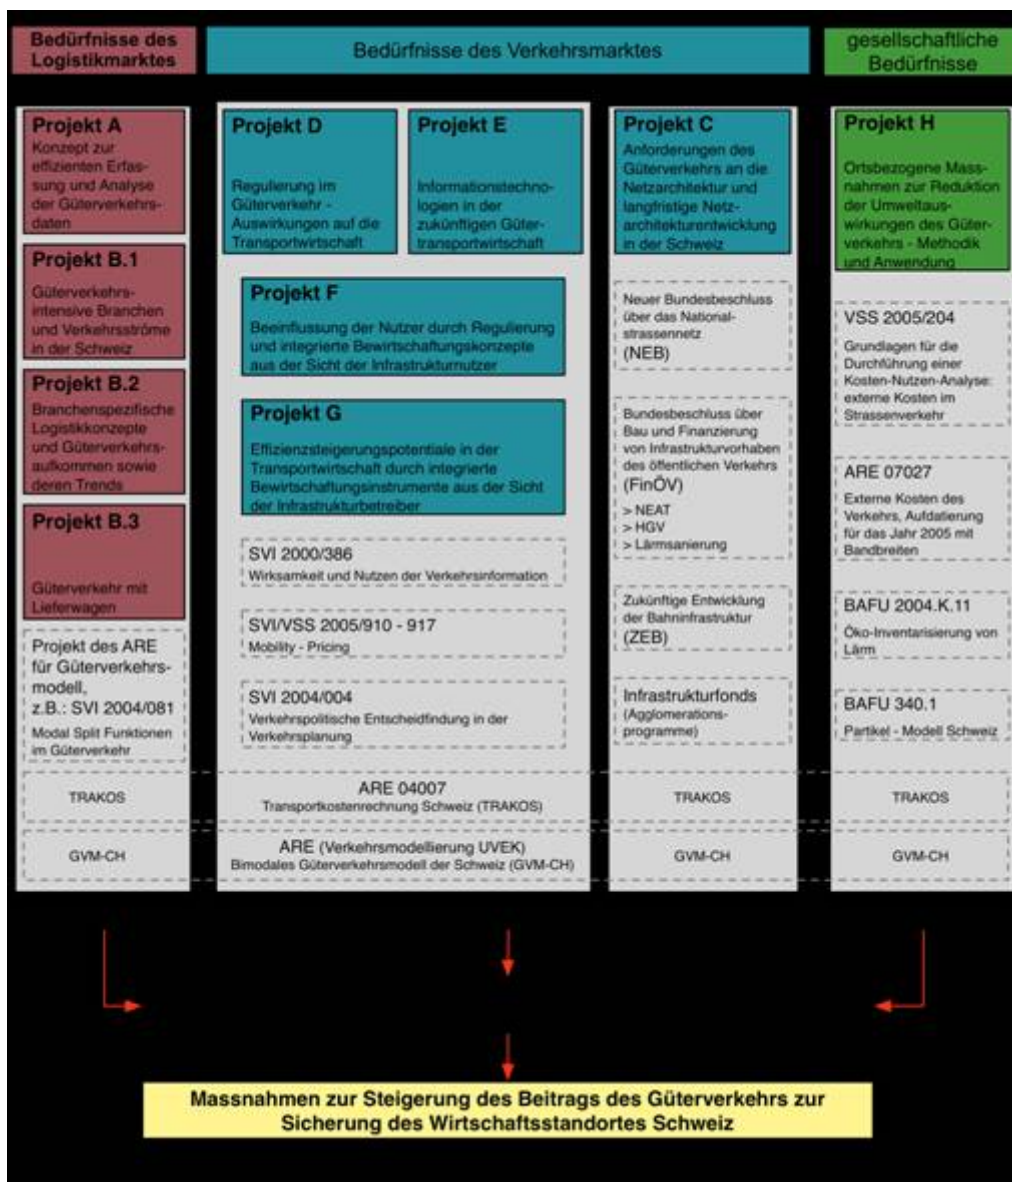 Bedürfnisse des
Logistikmarktes
Bedürfnisse des Verkehrsmarktes
gesellschaftliche
Bedürfnisse
Projekt A
Konzept zur
effizienten Erfas-
sung und Analyse
der Güterverkehrs-
daten
Projekt B.1
Güterverkehrs-
intensive Branchen
und Verkehrsströme
in der Schweiz
Projekt B.2
Branchenspezifische
Logistikkonzepte
und Güterverkehrs-
aufkommen sowie
deren Trends
Projekt B.3
Güterverkehr mit
Lieferwagen
Projekt des ARE
für Güterverkehrs-
modell,
z.B.: SVI 2004/081
Modal Split Funktionen
im Güterverkehr
Projekt D
Regulierung im
Güterverkehr -
Auswirkungen auf die
Transportwirtschaft
Projekt E
Informationstechno-
logien in der
zukünftigen Güter-
transportwirtschaft
Projekt F
Beeinflussung der Nutzer durch Regulierung
und integrierte Bewirtschaftungskonzepte
aus der Sicht der Infrastrukturnutzer
Projekt G
Effizienzsteigerungspotentiale in der
Transportwirtschaft durch integrierte
Bewirtschaftungsinstrumente aus der Sicht
der Infrastrukturbetreiber
SVI 2000/386
Wirksamkeit und Nutzen der Verkehrsinformation
SVI/VSS 2005/910 - 917
Mobility - Pricing
SVI 2004/004
Verkehrspolitische Entscheidfindung in der
Verkehrsplanung
Projekt C
Anforderungen des
Güterverkehrs an die
Netzarchitektur und
langfristige Netz-
architekturentwicklung
in der Schweiz
Neuer Bundesbeschluss
über das National-
strassennetz
(NEB)
Bundesbeschluss über
Bau und Finanzierung
von Infrastrukturvorhaben
des öffentlichen Verkehrs
(FinÖV)
> NEAT
> HGV
> Lärmsanierung
Zukünftige Entwicklung
der Bahninfrastruktur
(ZEB)
Infrastrukturfonds
(Agglomerations-
programme)
Projekt H
Ortsbezogene Mass-
nahmen zur Reduktion
der Umweltaus-
wirkungen des Güter-
verkehrs - Methodik
und Anwendung
VSS 2005/204
Grundlagen für die
Durchführung einer
Kosten-Nutzen-Analyse:
externe Kosten im
Strassenverkehr
ARE 07027
Externe Kosten des
Verkehrs, Aufdatierung
für das Jahr 2005 mit
Bandbreiten
BAFU 2004.K.11
Öko-Inventarisierung von
Lärm
BAFU 340.1
Partikel - Modell Schweiz
TRAKOS
ARE 04007
Transportkostenrechnung Schweiz (TRAKOS)
TRAKOS
TRAKOS
GVM-CH
ARE (Verkehrsmodellierung UVEK)
Bimodales Güterverkehrsmodell der Schweiz (GVM-CH)
GVM-CH
GVM-CH
Massnahmen zur Steigerung des Beitrags des Güterverkehrs zur
Sicherung des Wirtschaftsstandortes Schweiz